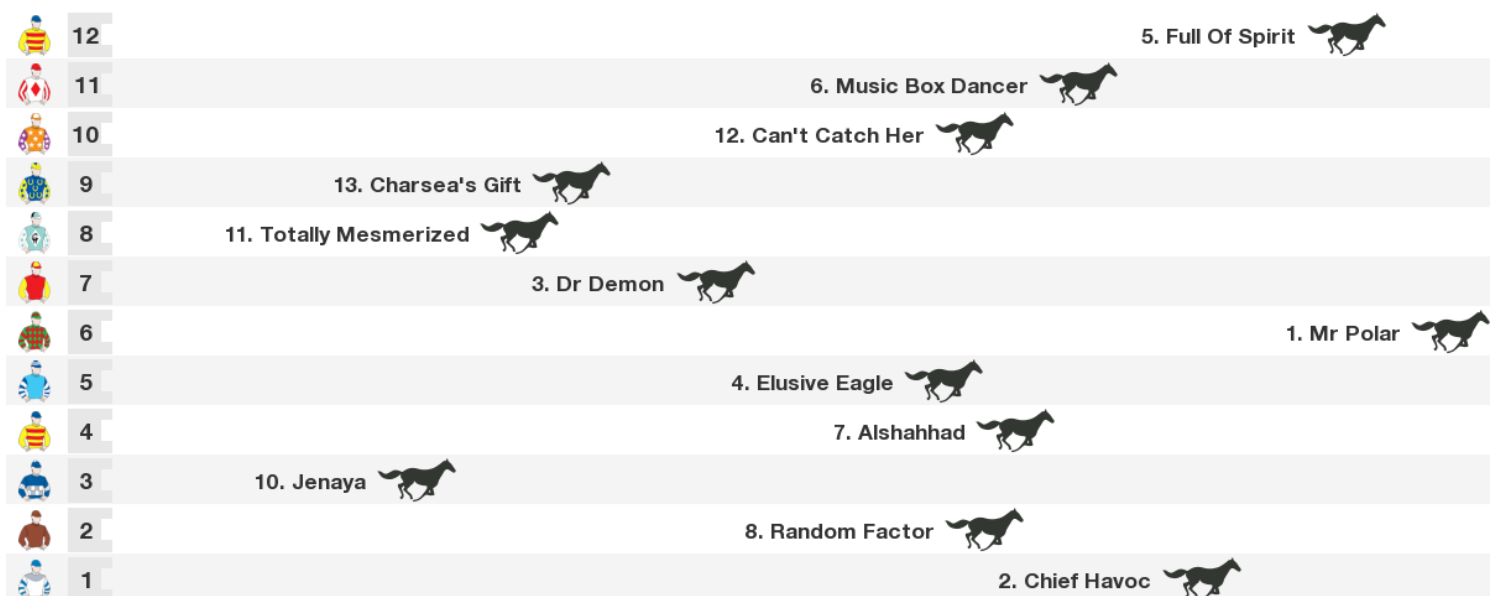 12 5. Full Of Spirit
11 6. Music Box Dancer
10 12. Can't Catch Her
9 13. Charsea's Gift
8 11. Totally Mesmerized
7 3. Dr Demon
6 1. Mr Polar
5 4. Elusive Eagle
4 7. Alshahhad
3 10. Jenaya
2 8. Random Factor
1 2. Chief Havoc